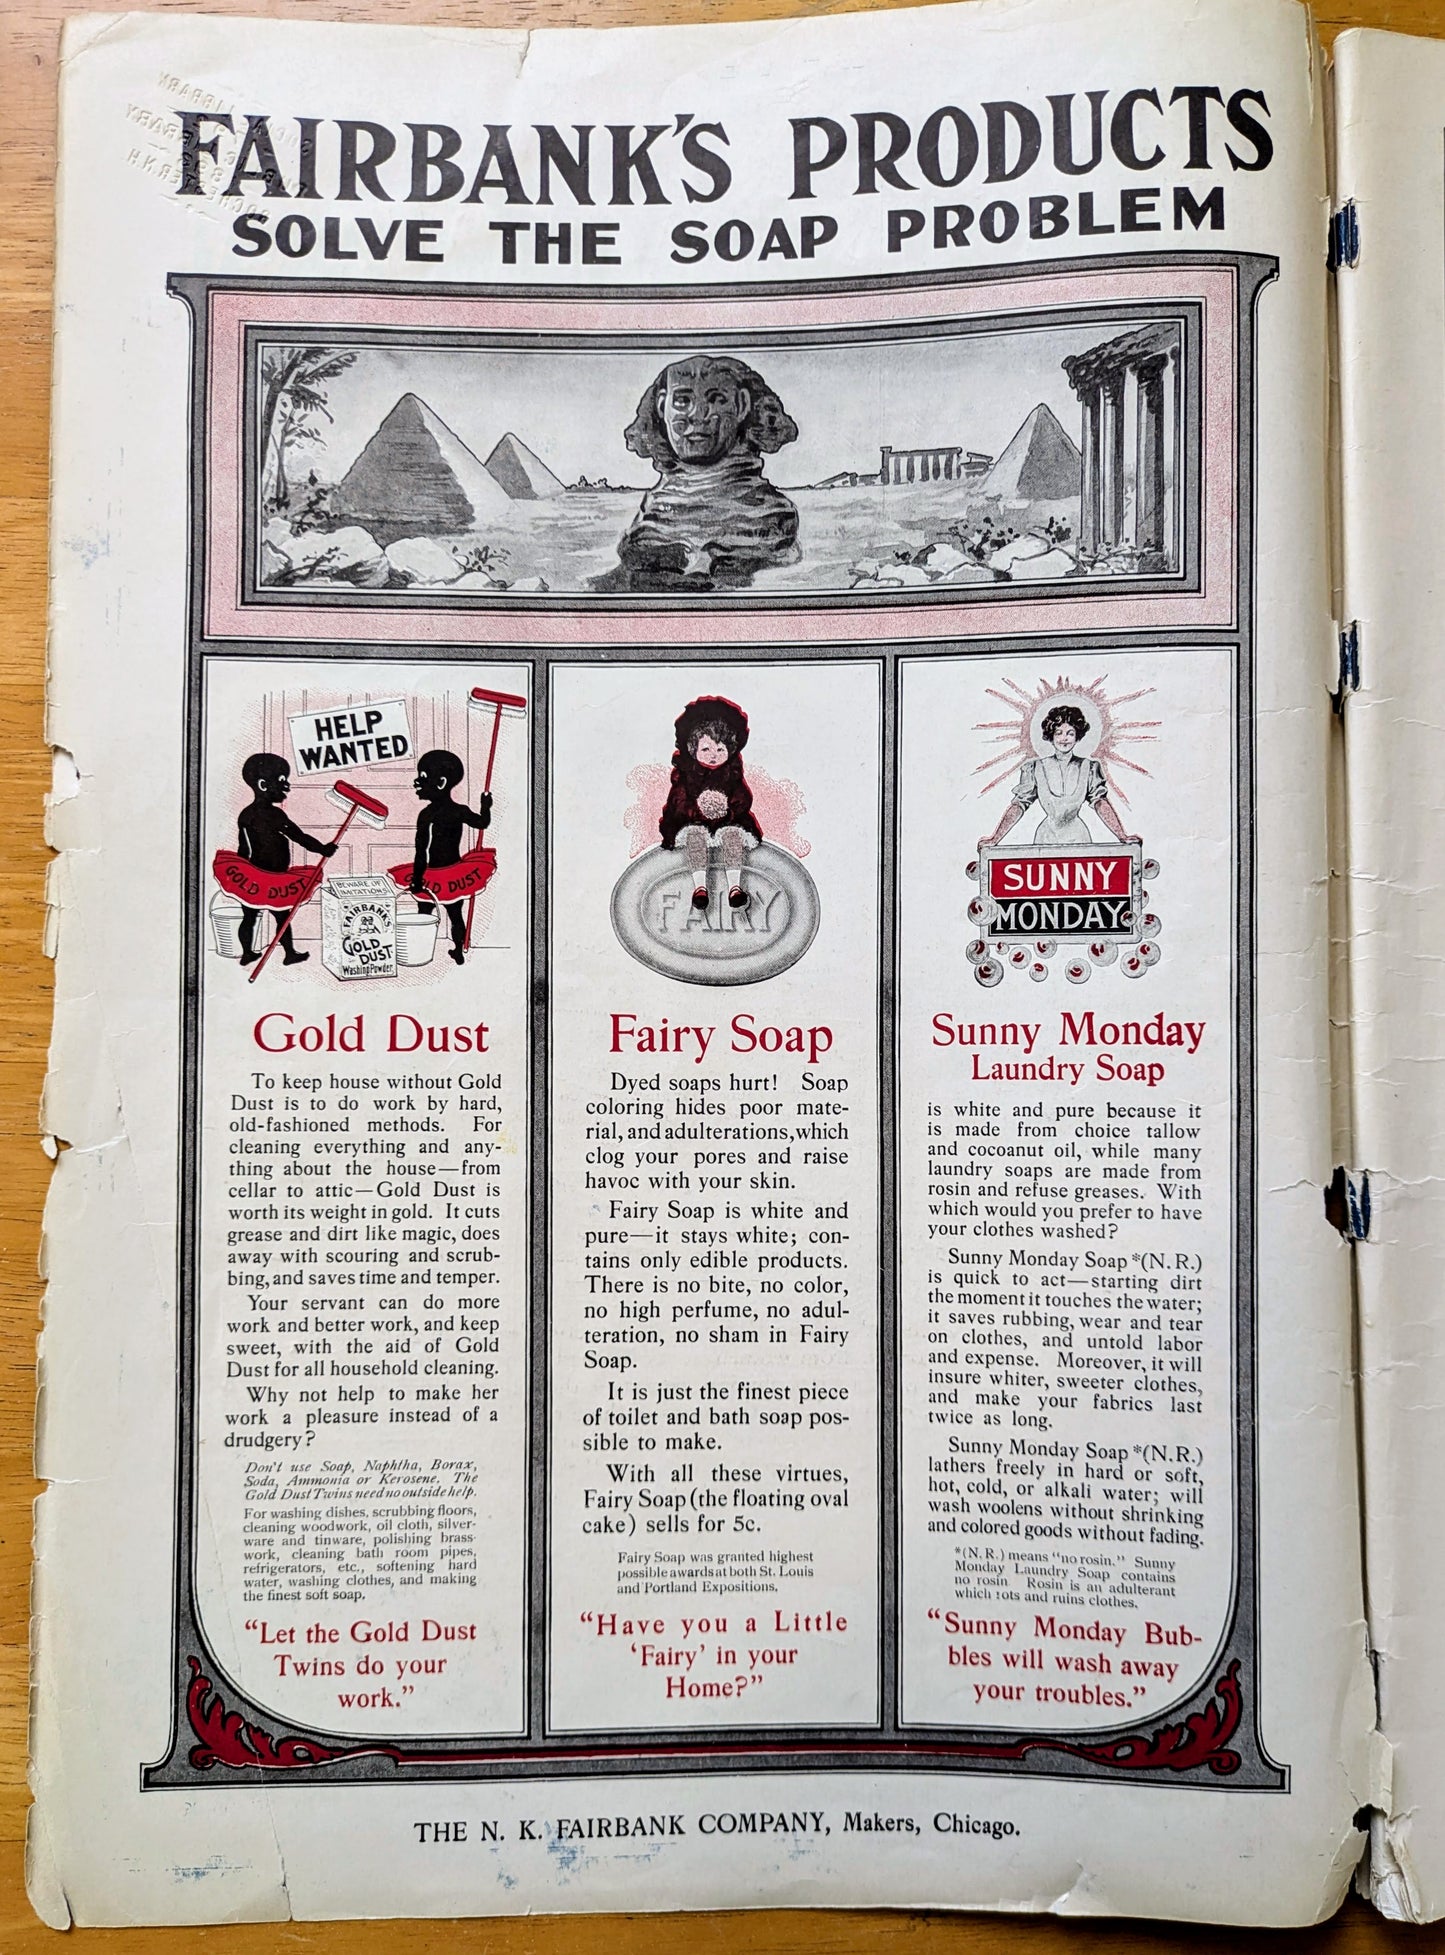 FAIRBANK'S PRODUCTS
SOLVE THE SOAP PROBLEM
HELP
WANTED
GOLD DUST
GOLD DUST
BEWARE OF
IMITATIONS
FAIRBANK'S
GOLD
DUST
Washing Powder
Gold Dust
To keep house without Gold
Dust is to do work by hard,
old-fashioned methods. For
cleaning everything and any-
thing about the house—from
cellar to attic—Gold Dust is
worth its weight in gold. It cuts
grease and dirt like magic, does
away with scouring and scrub-
bing, and saves time and temper.
Your servant can do more
work and better work, and keep
sweet, with the aid of Gold
Dust for all household cleaning.
Why not help to make her
work a pleasure instead of a
drudgery?
Don't use Soap, Naphtha, Borax,
Soda, Ammonia or Kerosene. The
Gold Dust Twins need no outside help.
For washing dishes, scrubbing floors,
cleaning woodwork, oil cloth, silver-
ware and tinware, polishing brass-
work, cleaning bath room pipes,
refrigerators, etc., softening hard
water, washing clothes, and making
the finest soft soap.
"Let the Gold Dust
Twins do your
work."
FAIRY
Fairy Soap
Dyed soaps hurt! Soap
coloring hides poor mate-
rial, and adulterations, which
clog your pores and raise
havoc with your skin.
Fairy Soap is white and
pure—it stays white; con-
tains only edible products.
There is no bite, no color,
no high perfume, no adul-
teration, no sham in Fairy
Soap.
It is just the finest piece
of toilet and bath soap pos-
sible to make.
With all these virtues,
Fairy Soap (the floating oval
cake) sells for 5c.
Fairy Soap was granted highest
possible awards at both St. Louis
and Portland Expositions.
"Have you a Little
'Fairy' in your
Home?"
SUNNY
MONDAY
Sunny Monday
Laundry Soap
is white and pure because it
is made from choice tallow
and cocoanut oil, while many
laundry soaps are made from
rosin and refuse greases. With
which would you prefer to have
your clothes washed?
Sunny Monday Soap *(N. R.)
is quick to act—starting dirt
the moment it touches the water;
it saves rubbing, wear and tear
on clothes, and untold labor
and expense. Moreover, it will
insure whiter, sweeter clothes,
and make your fabrics last
twice as long.
Sunny Monday Soap *(N. R.)
lathers freely in hard or soft,
hot, cold, or alkali water; will
wash woolens without shrinking
and colored goods without fading.
*(N. R.) means "no rosin." Sunny
Monday Laundry Soap contains
no rosin Rosin is an adulterant
which rots and ruins clothes.
"Sunny Monday Bub-
bles will wash away
your troubles."
THE N. K. FAIRBANK COMPANY, Makers, Chicago.